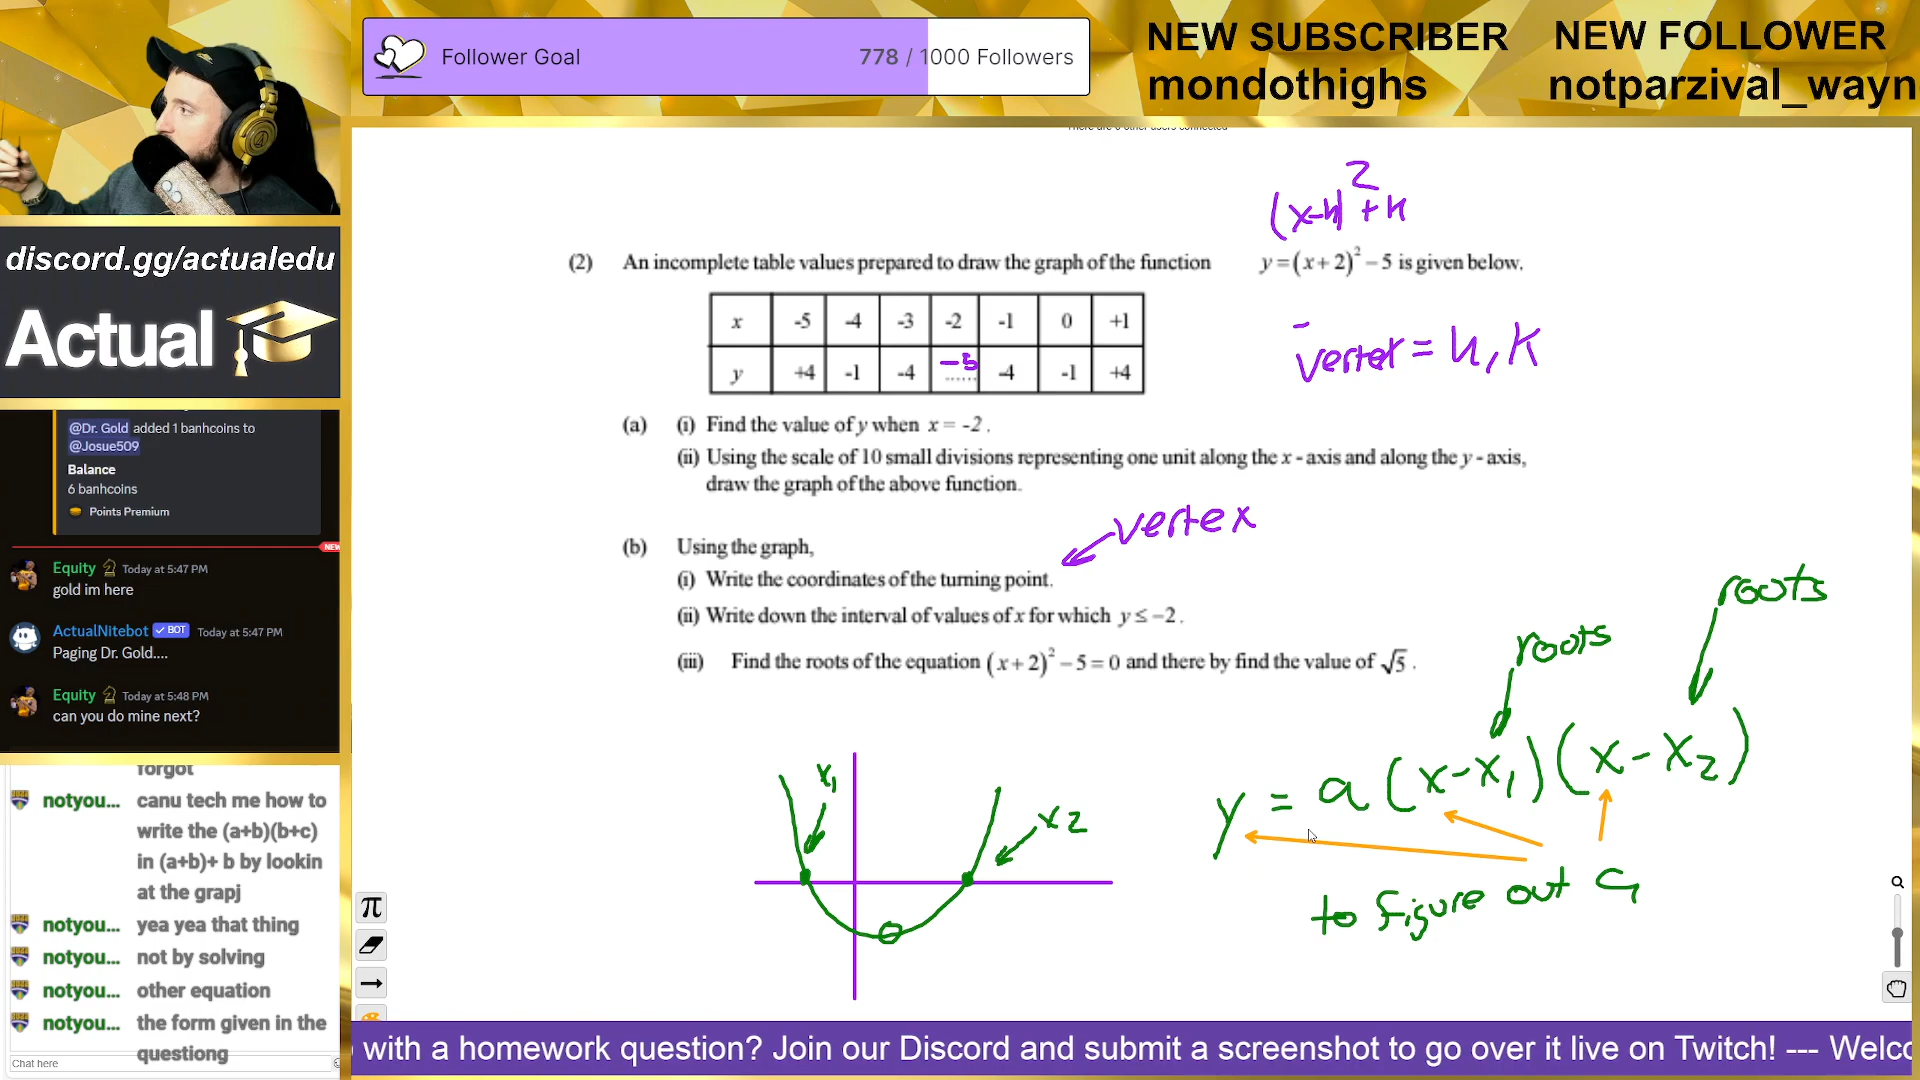 Follower Goal
778 / 1000 Followers
NEW SUBSCRIBER
mondothighs
NEW FOLLOWER
notparzival_wayn
There are 6 other users connected
discord.gg/actualedu
Actual
@Dr. Gold added 1 banhcoins to
@Josue509
Balance
6 banhcoins
Points Premium
NEW
Equity Today at 5:47 PM
gold im here
ActualNitebot ✓ BOT Today at 5:47 PM
Paging Dr. Gold....
Equity Today at 5:48 PM
can you do mine next?
forgot
notyou... canu tech me how to
write the (a+b)(b+c)
in (a+b)+ b by lookin
at the grapj
notyou... yea yea that thing
notyou... not by solving
notyou... other equation
notyou... the form given in the
questiong
Chat here
(x-h)² + k
(2) An incomplete table values prepared to draw the graph of the function y = (x + 2)² – 5 is given below.
x -5 -4 -3 -2 -1 0 +1
y +4 -1 -4 -5 ...... -4 -1 +4
vertex = h, k
(a) (i) Find the value of y when x = -2 .
(ii) Using the scale of 10 small divisions representing one unit along the x - axis and along the y - axis,
draw the graph of the above function.
vertex
(b) Using the graph,
(i) Write the coordinates of the turning point.
(ii) Write down the interval of values of x for which y ≤ –2 .
(iii) Find the roots of the equation (x + 2)² – 5 = 0 and there by find the value of √5 .
roots
roots
y = a (x-x₁)(x-x₂)
x₁
x2
to figure out a
π
with a homework question? Join our Discord and submit a screenshot to go over it live on Twitch! --- Welco